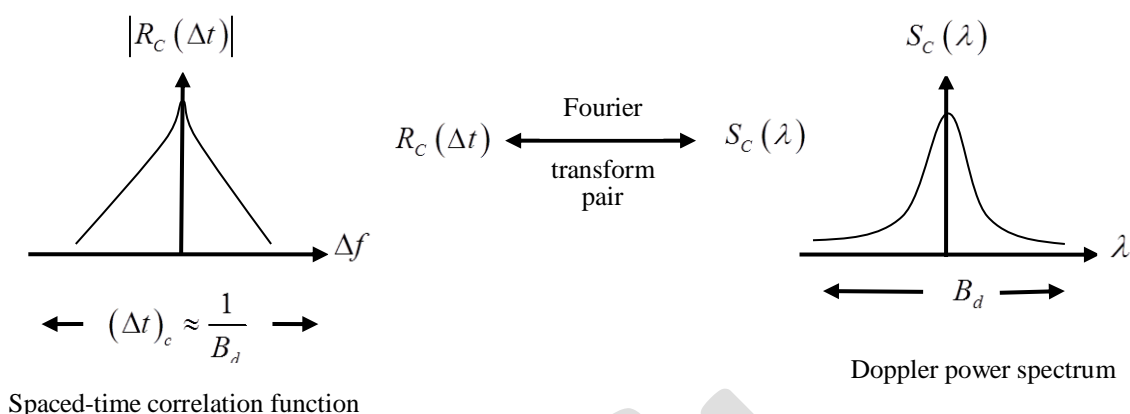 |R_C(Δt)|
Δf
(Δt)_c ≈ 1/B_d
Spaced-time correlation function
R_C(Δt)
Fourier
transform
pair
S_C(λ)
S_C(λ)
λ
B_d
Doppler power spectrum